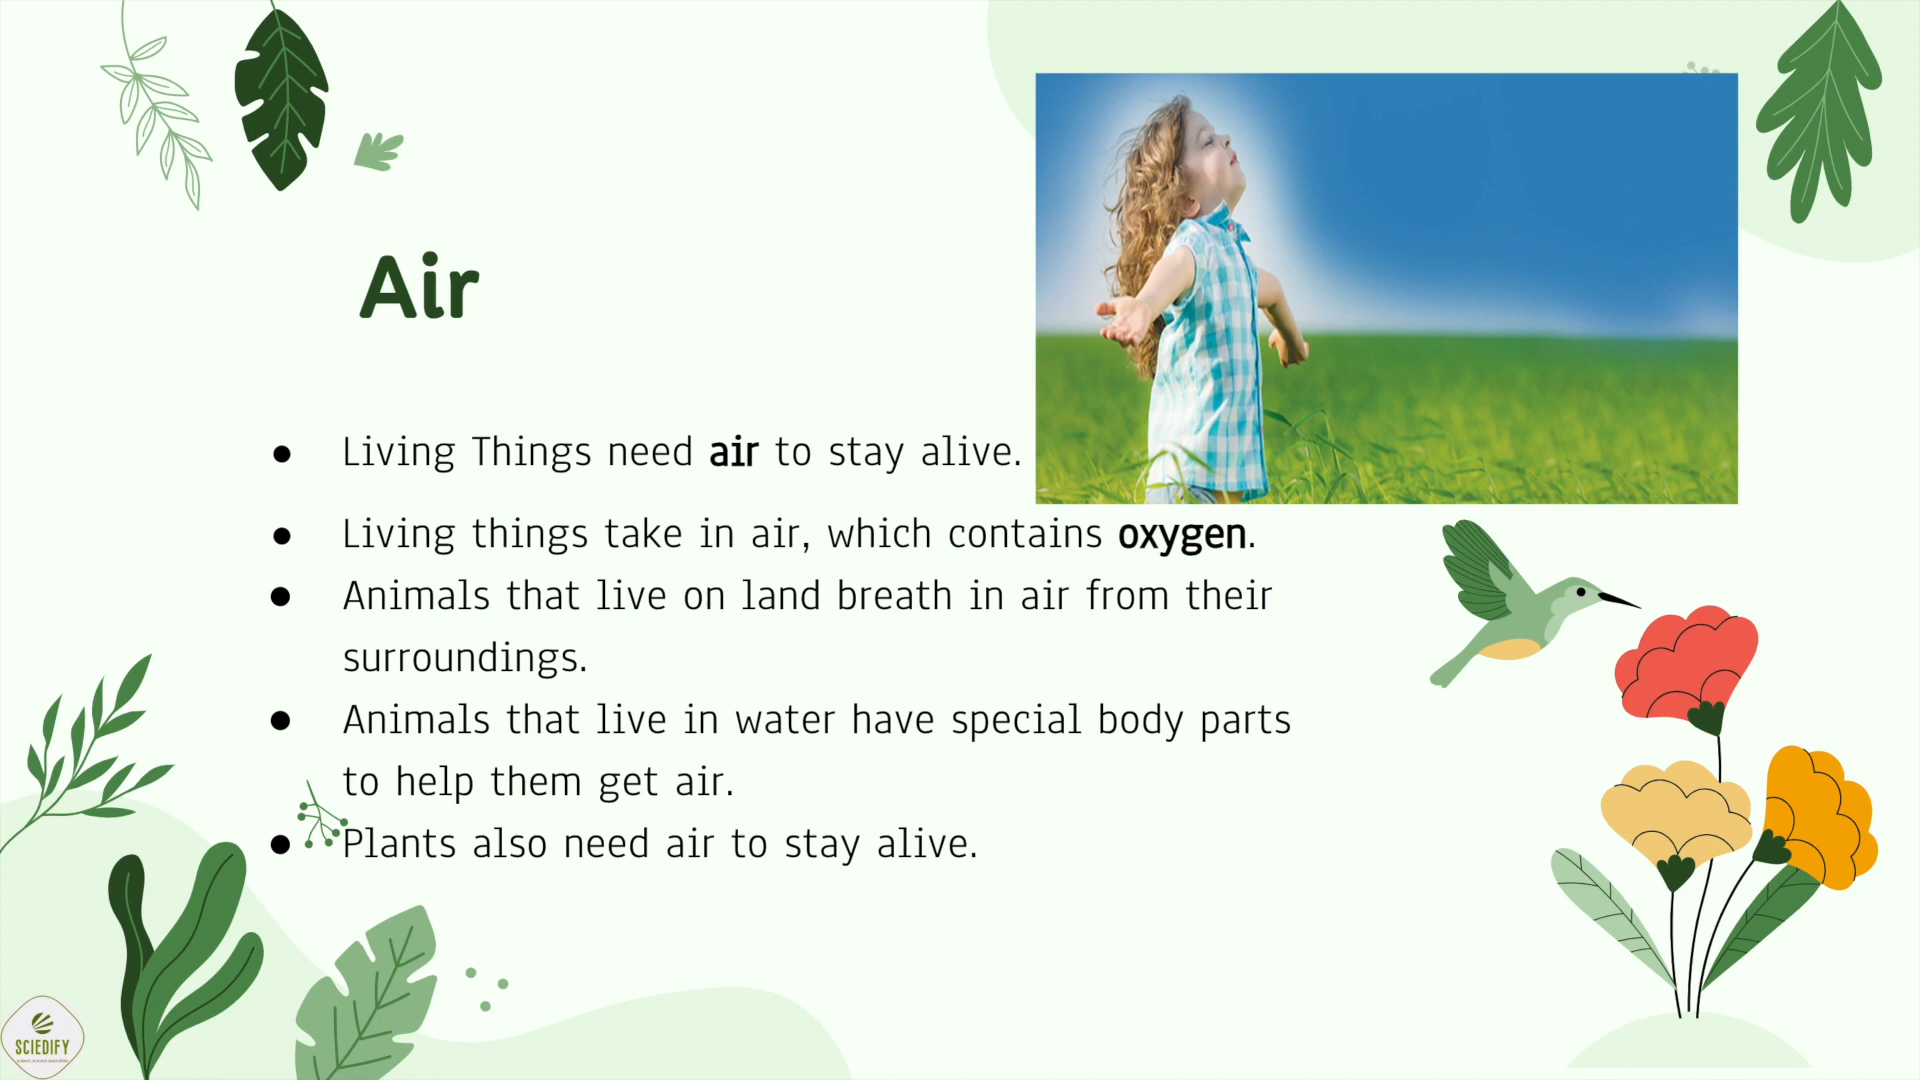 Air
Living Things need air to stay alive.
Living things take in air, which contains oxygen.
Animals that live on land breath in air from their
surroundings.
Animals that live in water have special body parts
to help them get air.
Plants also need air to stay alive.
SCIEDIFY